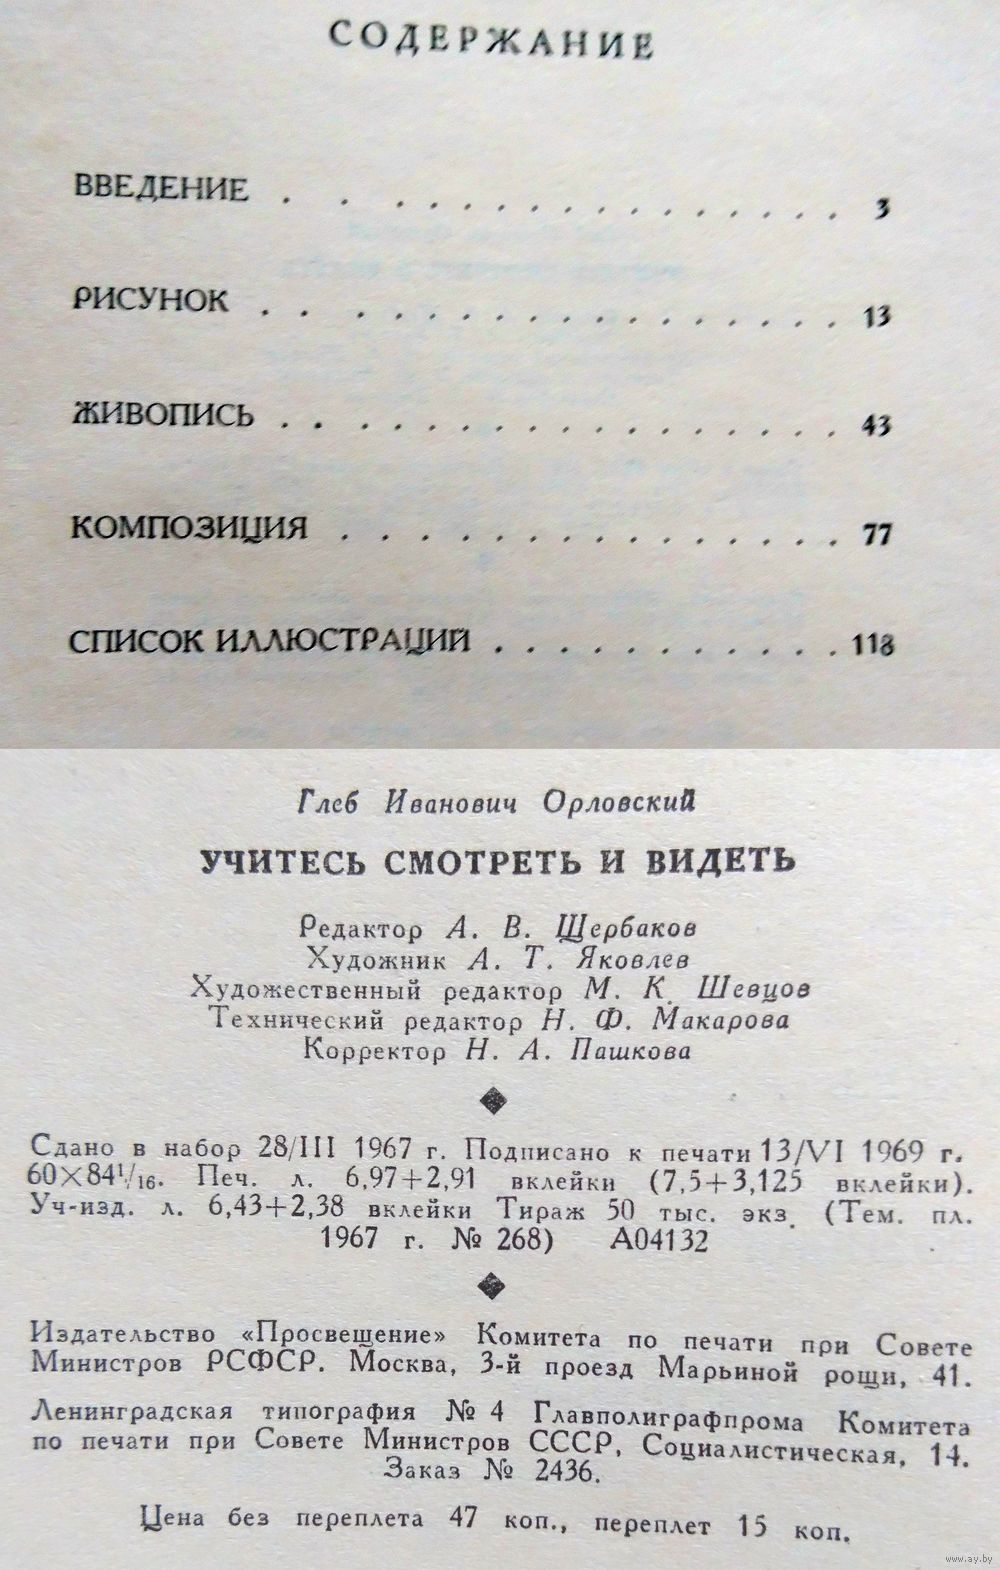 СОДЕРЖАНИЕ
ВВЕДЕНИЕ . . . . . . . . . . . . . . . . . 3
РИСУНОК . . . . . . . . . . . . . . . . . 13
ЖИВОПИСЬ . . . . . . . . . . . . . . . . . 43
КОМПОЗИЦИЯ . . . . . . . . . . . . . . . 77
СПИСОК ИЛЛЮСТРАЦИЙ . . . . . . . . . . . 118
Глеб Иванович Орловский
УЧИТЕСЬ СМОТРЕТЬ И ВИДЕТЬ
Редактор А. В. Щербаков
Художник А. Т. Яковлев
Художественный редактор М. К. Шевцов
Технический редактор Н. Ф. Макарова
Корректор Н. А. Пашкова
Сдано в набор 28/III 1967 г. Подписано к печати 13/VI 1969 г.
60×84¹/₁₆. Печ. л. 6,97+2,91 вклейки (7,5+3,125 вклейки).
Уч-изд. л. 6,43+2,38 вклейки Тираж 50 тыс. экз. (Тем. пл.
1967 г. № 268) А04132
Издательство «Просвещение» Комитета по печати при Совете
Министров РСФСР. Москва, 3-й проезд Марьиной рощи, 41.
Ленинградская типография № 4 Главполиграфпрома Комитета
по печати при Совете Министров СССР, Социалистическая, 14.
Заказ № 2436.
Цена без переплета 47 коп., переплет 15 коп.
www.ay.by